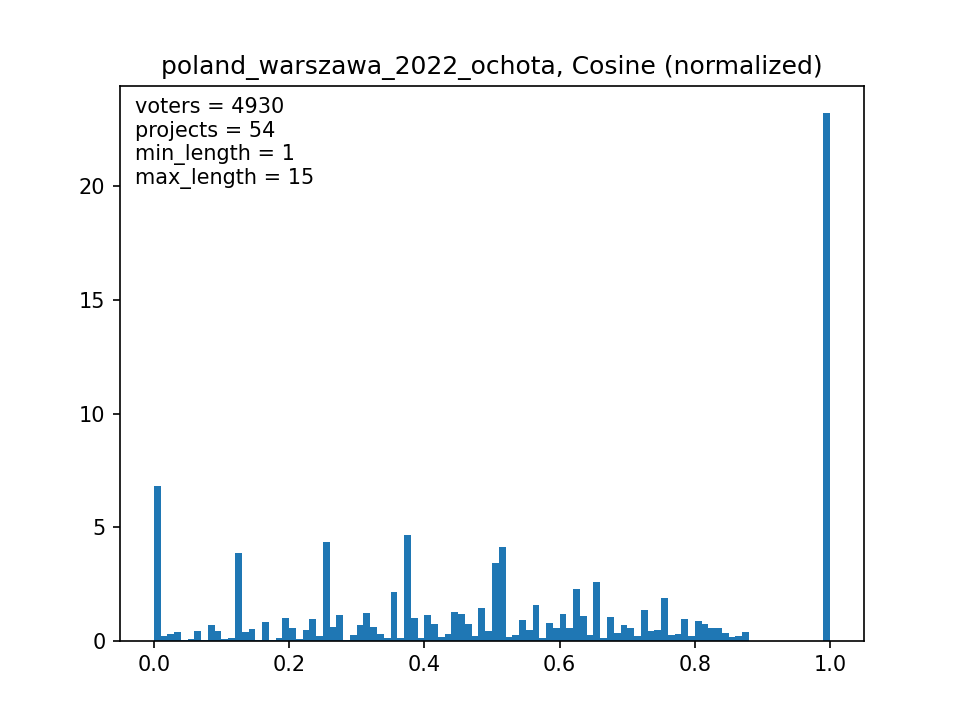 poland_warszawa_2022_ochota, Cosine (normalized)
voters = 4930
projects = 54
min_length = 1
max_length = 15
20
15
10
5
0
0.0 0.2 0.4 0.6 0.8 1.0